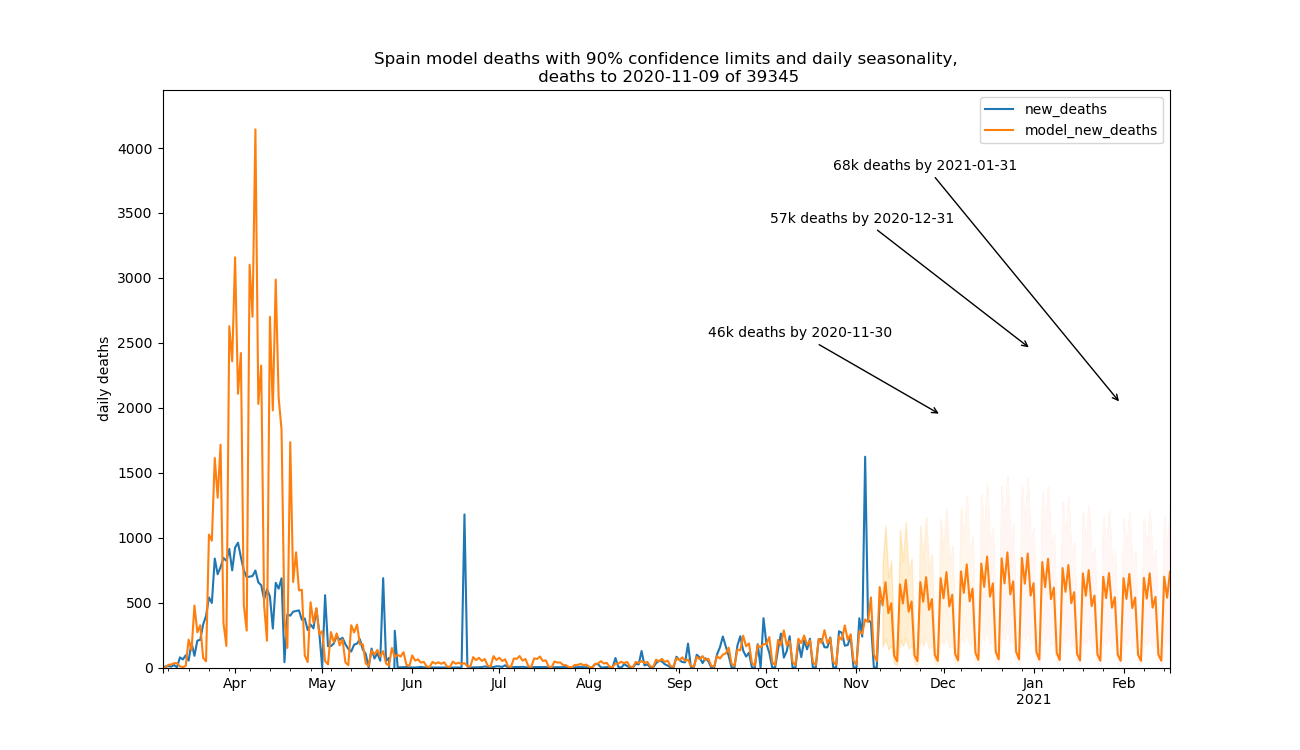 Spain model deaths with 90% confidence limits and daily seasonality,
deaths to 2020-11-09 of 39345
new_deaths
model_new_deaths
68k deaths by 2021-01-31
57k deaths by 2020-12-31
46k deaths by 2020-11-30
daily deaths
4000
3500
3000
2500
2000
1500
1000
500
0
Apr May Jun Jul Aug Sep Oct Nov Dec Jan Feb
2021